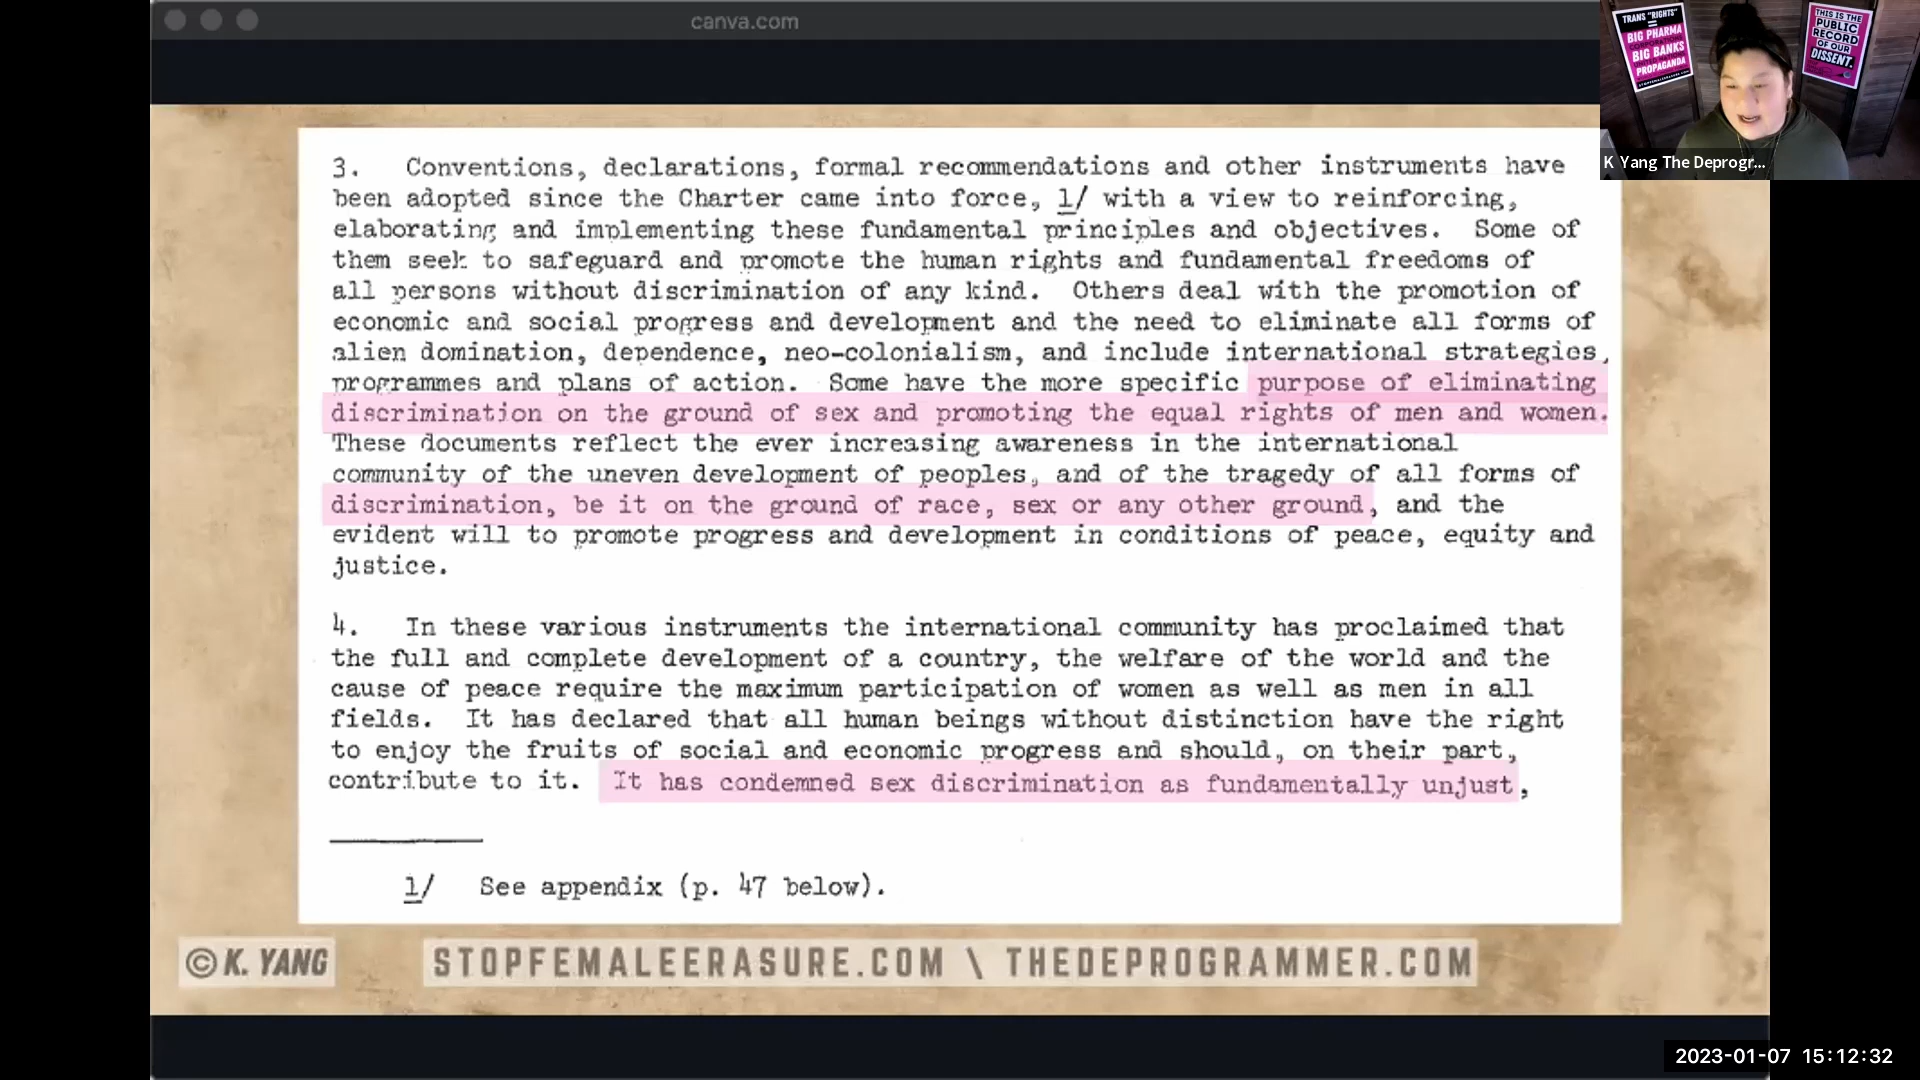 canva.com
TRANS "RIGHTS"
=
BIG PHARMA
BIG BANKS
PROPAGANDA
THIS IS THE
PUBLIC
RECORD
OF OUR
DISSENT.
K Yang The Deprogr...
3. Conventions, declarations, formal recommendations and other instruments have
been adopted since the Charter came into force, 1/ with a view to reinforcing,
elaborating and implementing these fundamental principles and objectives. Some of
them seek to safeguard and promote the human rights and fundamental freedoms of
all persons without discrimination of any kind. Others deal with the promotion of
economic and social progress and development and the need to eliminate all forms of
alien domination, dependence, neo-colonialism, and include international strategies,
programmes and plans of action. Some have the more specific purpose of eliminating
discrimination on the ground of sex and promoting the equal rights of men and women.
These documents reflect the ever increasing awareness in the international
community of the uneven development of peoples, and of the tragedy of all forms of
discrimination, be it on the ground of race, sex or any other ground, and the
evident will to promote progress and development in conditions of peace, equity and
justice.
4. In these various instruments the international community has proclaimed that
the full and complete development of a country, the welfare of the world and the
cause of peace require the maximum participation of women as well as men in all
fields. It has declared that all human beings without distinction have the right
to enjoy the fruits of social and economic progress and should, on their part,
contribute to it. It has condemned sex discrimination as fundamentally unjust,
1/ See appendix (p. 47 below).
© K. YANG
STOPFEMALEERASURE.COM \ THEDEPROGRAMMER.COM
2023-01-07 15:12:32